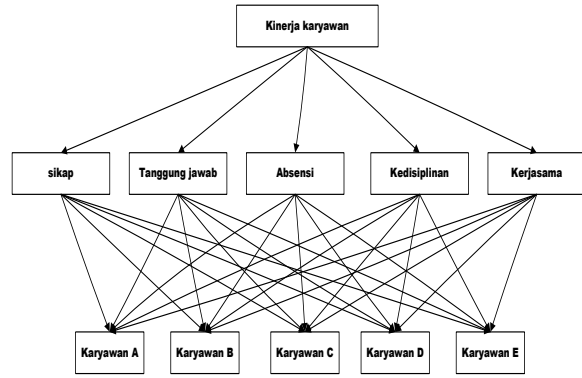 Kinerja karyawan
sikap
Tanggung jawab
Absensi
Kedisiplinan
Kerjasama
Karyawan A
Karyawan B
Karyawan C
Karyawan D
Karyawan E